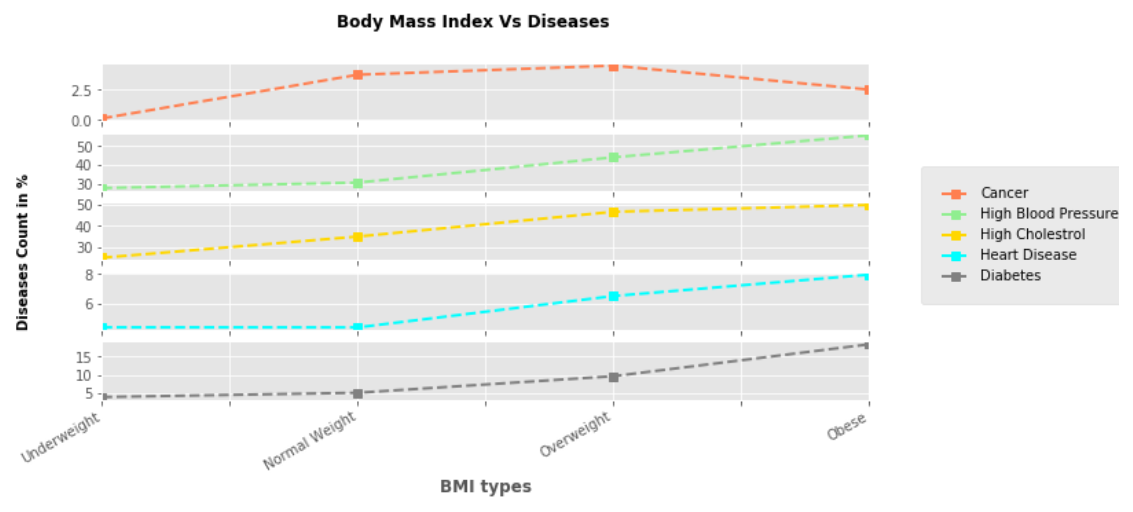 Body Mass Index Vs Diseases
2.5
0.0
50
40
30
50
40
30
8
6
15
10
5
Diseases Count in %
Underweight
Normal Weight
Overweight
Obese
BMI types
Cancer
High Blood Pressure
High Cholestrol
Heart Disease
Diabetes